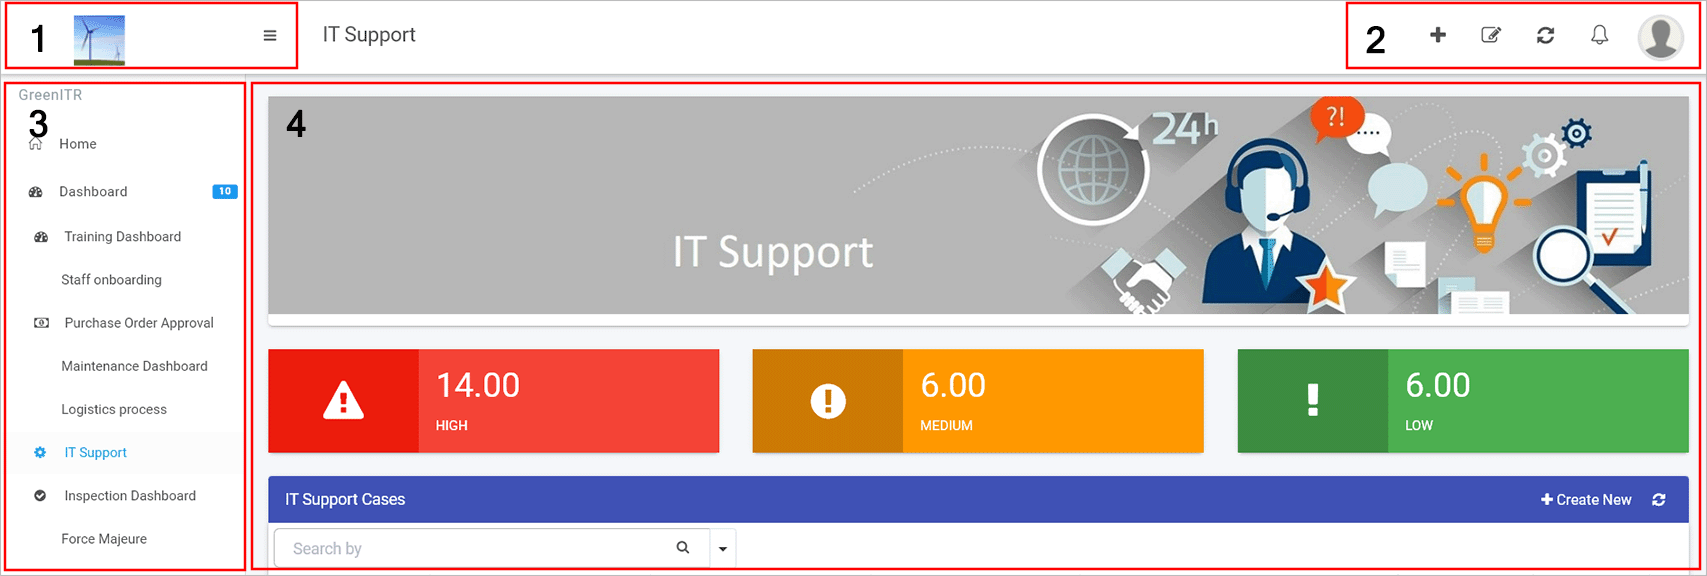 1
IT Support
2
GreenITR
3
Home
Dashboard 10
Training Dashboard
Staff onboarding
Purchase Order Approval
Maintenance Dashboard
Logistics process
IT Support
Inspection Dashboard
Force Majeure
4
24h
?!
IT Support
14.00
HIGH
6.00
MEDIUM
6.00
LOW
IT Support Cases
Create New
Search by